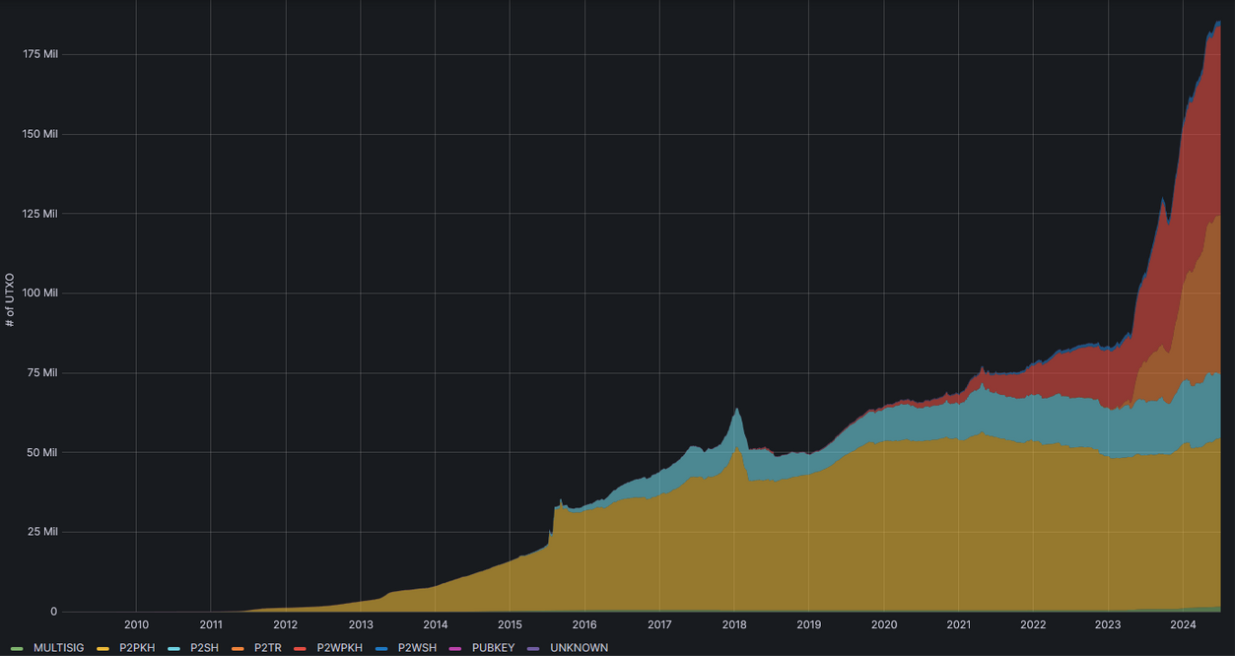 175 Mil
150 Mil
125 Mil
100 Mil
75 Mil
50 Mil
25 Mil
0
# of UTXO
2010 2011 2012 2013 2014 2015 2016 2017 2018 2019 2020 2021 2022 2023 2024
MULTISIG P2PKH P2SH P2TR P2WPKH P2WSH PUBKEY UNKNOWN